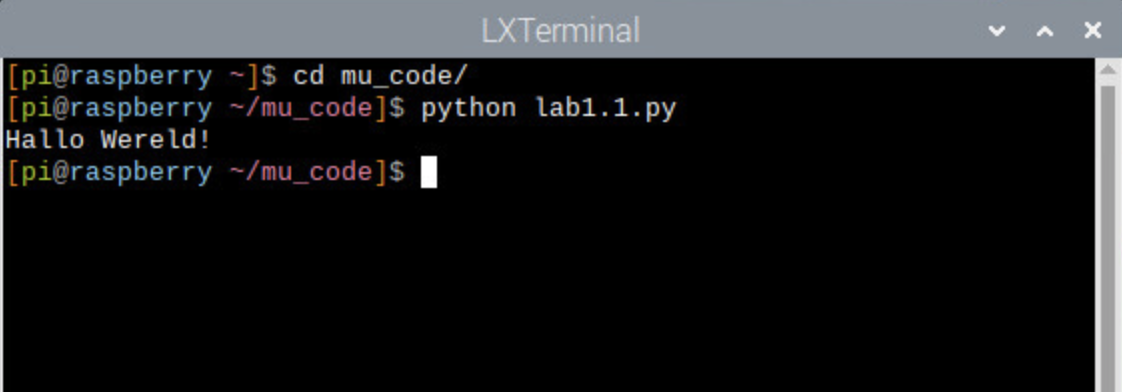 LXTerminal
[pi@raspberry ~]$ cd mu_code/
[pi@raspberry ~/mu_code]$ python lab1.1.py
Hallo Wereld!
[pi@raspberry ~/mu_code]$